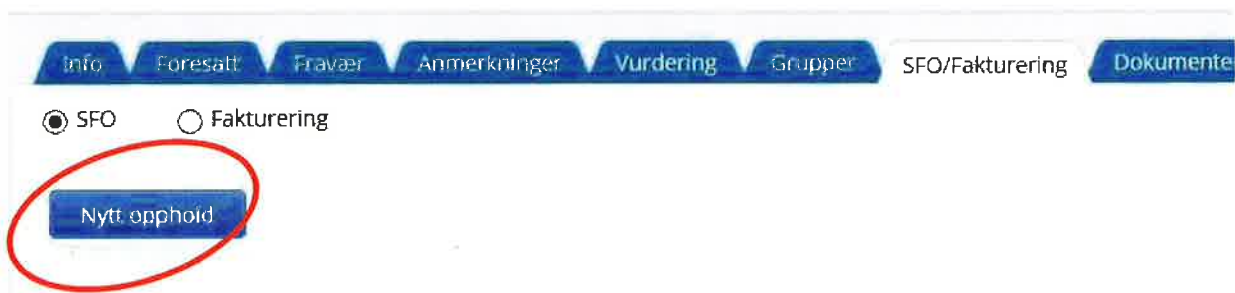 Info Foresatt Fravær Anmerkninger Vurdering Grupper SFO/Fakturering Dokumente
SFO Fakturering
Nytt opphold